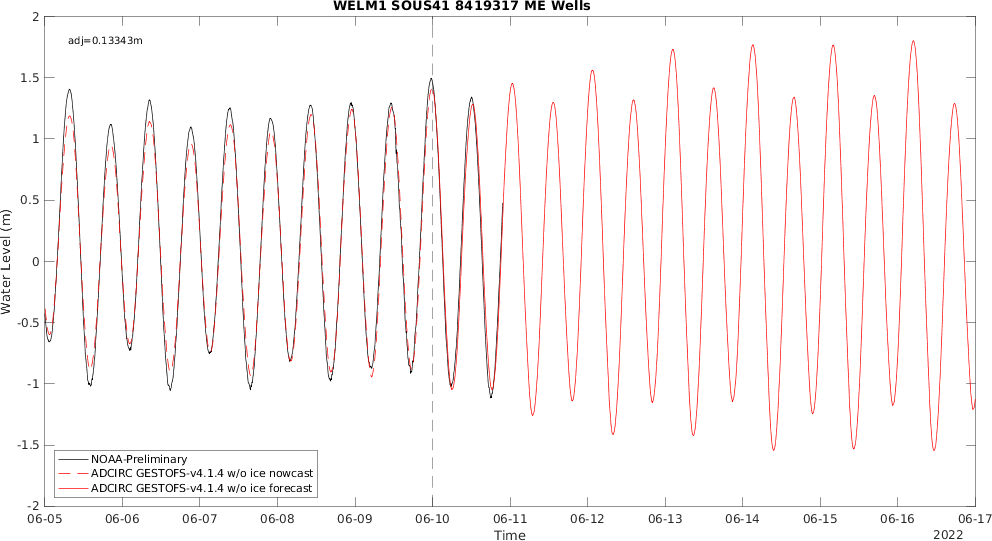 WELM1 SOUS41 8419317 ME Wells
adj=0.13343m
2
1.5
1
0.5
0
-0.5
-1
-1.5
-2
Water Level (m)
NOAA-Preliminary
ADCIRC GESTOFS-v4.1.4 w/o ice nowcast
ADCIRC GESTOFS-v4.1.4 w/o ice forecast
06-05 06-06 06-07 06-08 06-09 06-10 06-11 06-12 06-13 06-14 06-15 06-16 06-17
Time
2022